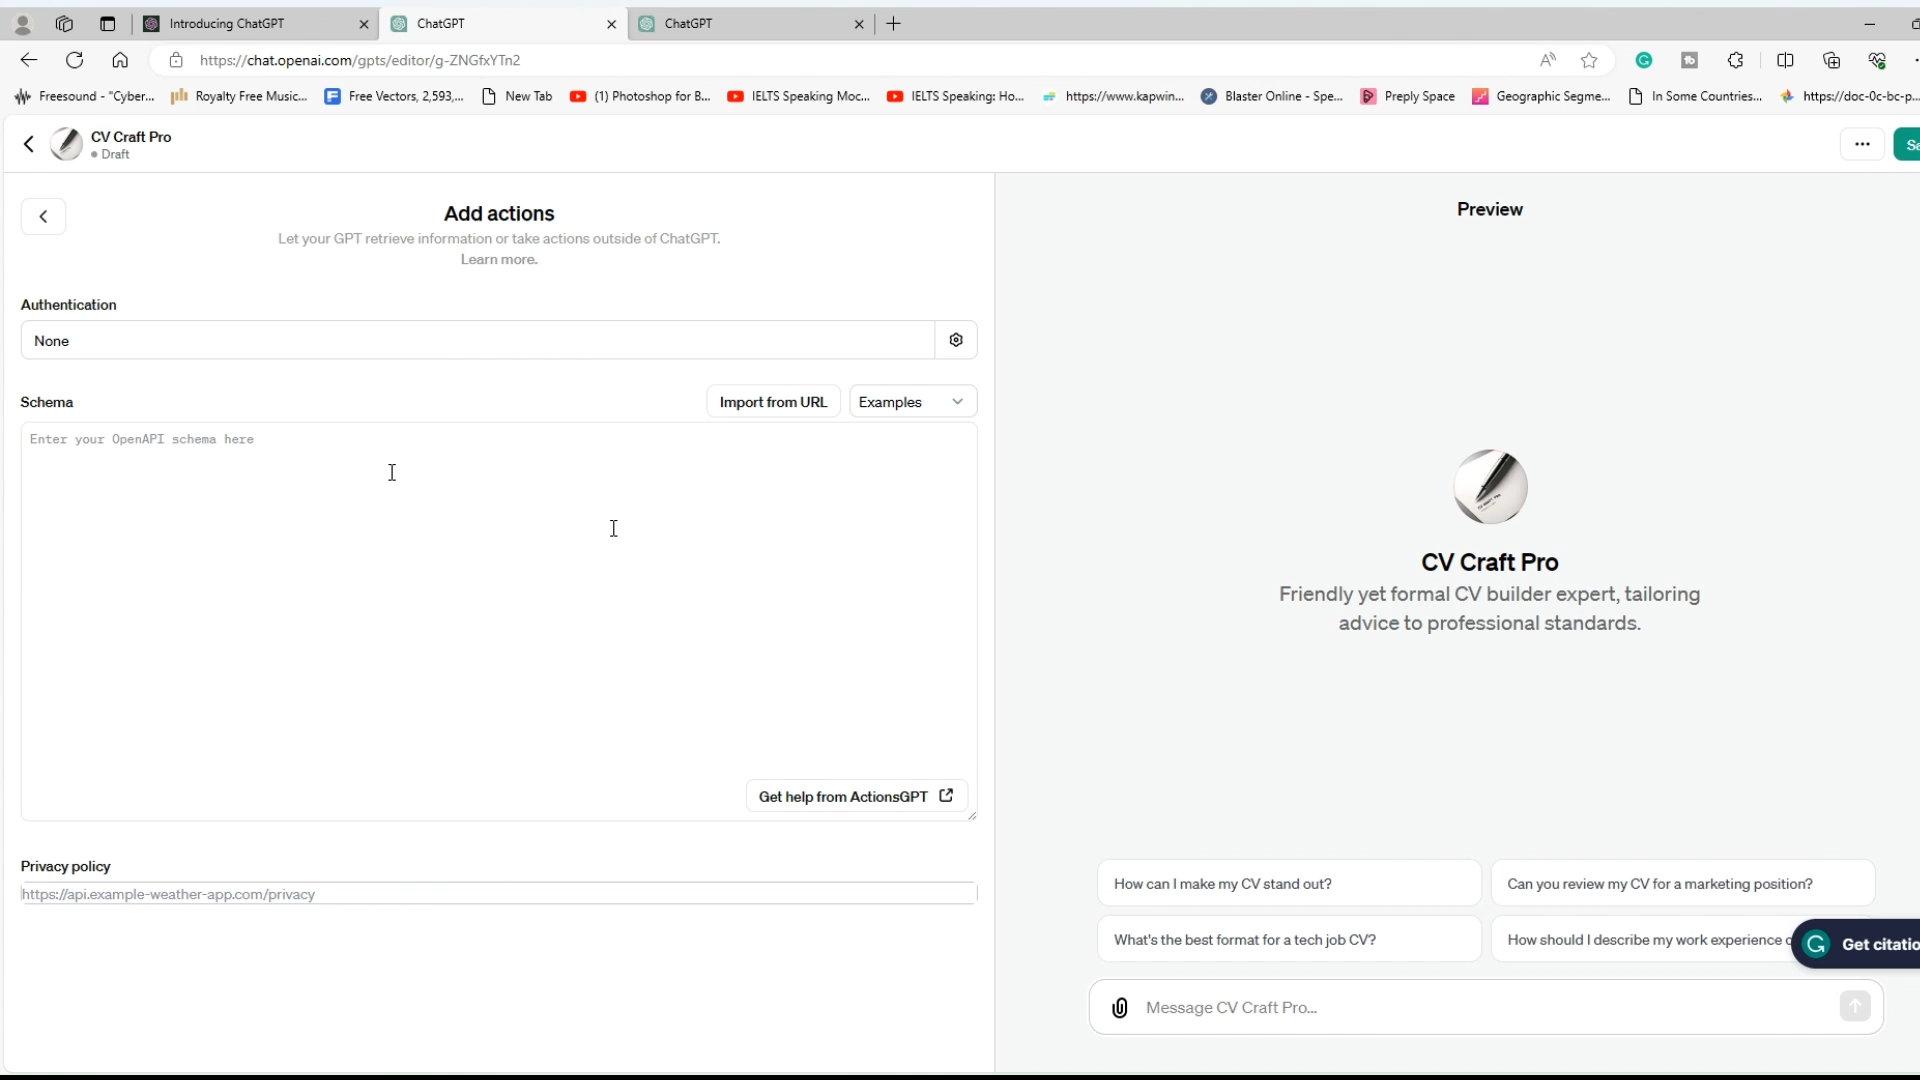 Introducing ChatGPT
ChatGPT
ChatGPT
https://chat.openai.com/gpts/editor/g-ZNGfxYTn2
Freesound - "Cyber...
Royalty Free Music...
Free Vectors, 2,593,...
New Tab
(1) Photoshop for B...
IELTS Speaking Moc...
IELTS Speaking: Ho...
https://www.kapwin...
Blaster Online - Spe...
Preply Space
Geographic Segme...
In Some Countries...
https://doc-0c-bc-p...
CV Craft Pro
Draft
Sa
Add actions
Let your GPT retrieve information or take actions outside of ChatGPT.
Learn more.
Authentication
None
Schema
Import from URL
Examples
Enter your OpenAPI schema here
Get help from ActionsGPT
Privacy policy
https://api.example-weather-app.com/privacy
Preview
CV Craft Pro
Friendly yet formal CV builder expert, tailoring
advice to professional standards.
How can I make my CV stand out?
Can you review my CV for a marketing position?
What's the best format for a tech job CV?
How should I describe my work experience
Get citatio
Message CV Craft Pro...